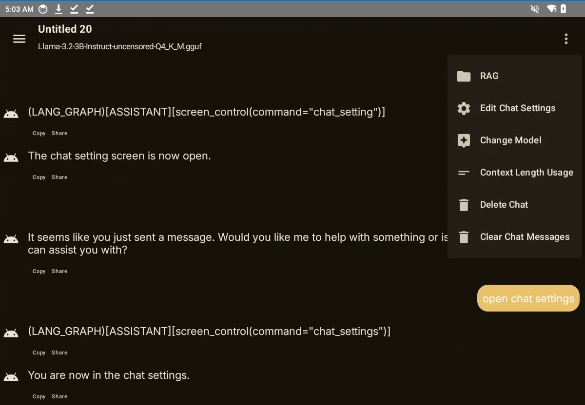 5:03 AM
Untitled 20
Llama-3.2-3B-Instruct-uncensored-Q4_K_M.gguf
RAG
Edit Chat Settings
Change Model
Context Length Usage
Delete Chat
Clear Chat Messages
(LANG_GRAPH)[ASSISTANT][screen_control(command="chat_setting")]
Copy Share
The chat setting screen is now open.
Copy Share
It seems like you just sent a message. Would you like me to help with something or is
can assist you with?
Copy Share
open chat settings
(LANG_GRAPH)[ASSISTANT][screen_control(command="chat_settings")]
Copy Share
You are now in the chat settings.
Copy Share